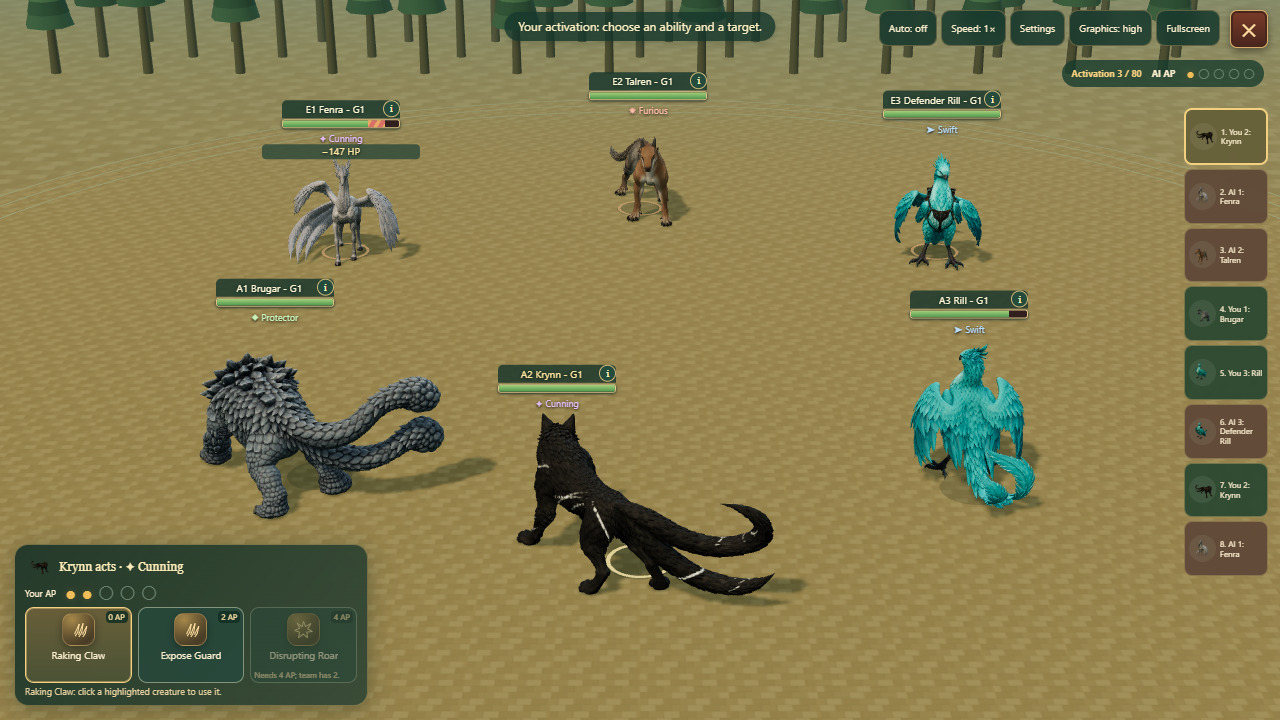 Your activation: choose an ability and a target.
Auto: off
Speed: 1×
Settings
Graphics: high
Fullscreen
Activation 3 / 80 AI AP
E1 Fenra - G1
Cunning
−147 HP
E2 Talren - G1
Furious
E3 Defender Rill - G1
Swift
A1 Brugar - G1
Protector
A2 Krynn - G1
Cunning
A3 Rill - G1
Swift
1. You 2:
Krynn
2. AI 1:
Fenra
3. AI 2:
Talren
4. You 1:
Brugar
5. You 3: Rill
6. AI 3:
Defender
Rill
7. You 2:
Krynn
8. AI 1:
Fenra
Krynn acts · ✦ Cunning
Your AP
0 AP
Raking Claw
2 AP
Expose Guard
4 AP
Disrupting Roar
Needs 4 AP; team has 2.
Raking Claw: click a highlighted creature to use it.